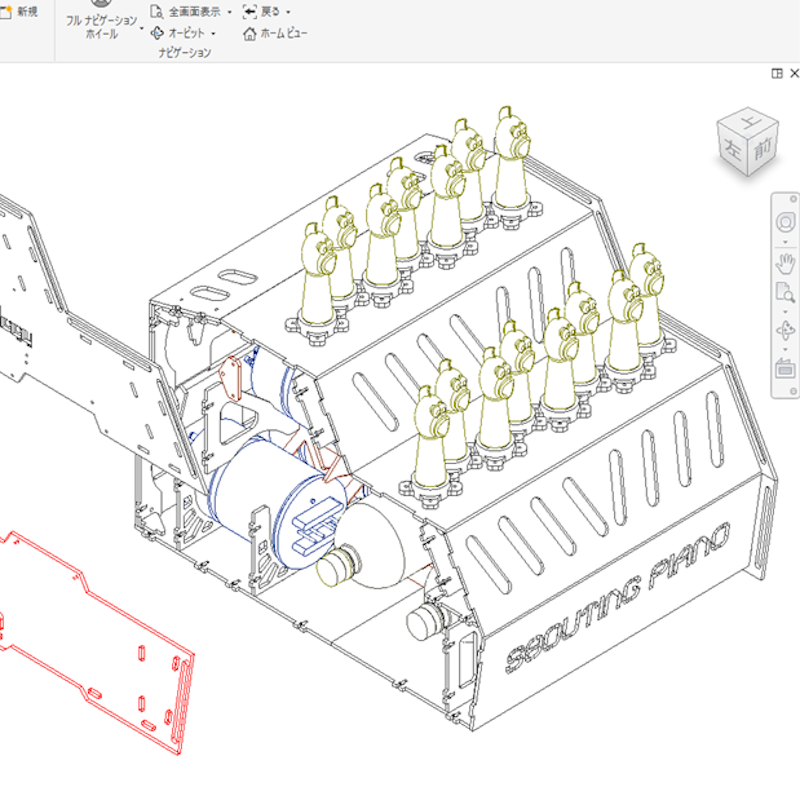 新規
フル ナビゲーション
ホイール
全画面表示
戻る
オービット
ホーム ビュー
ナビゲーション
上
左
前
SHOUTING PIANO